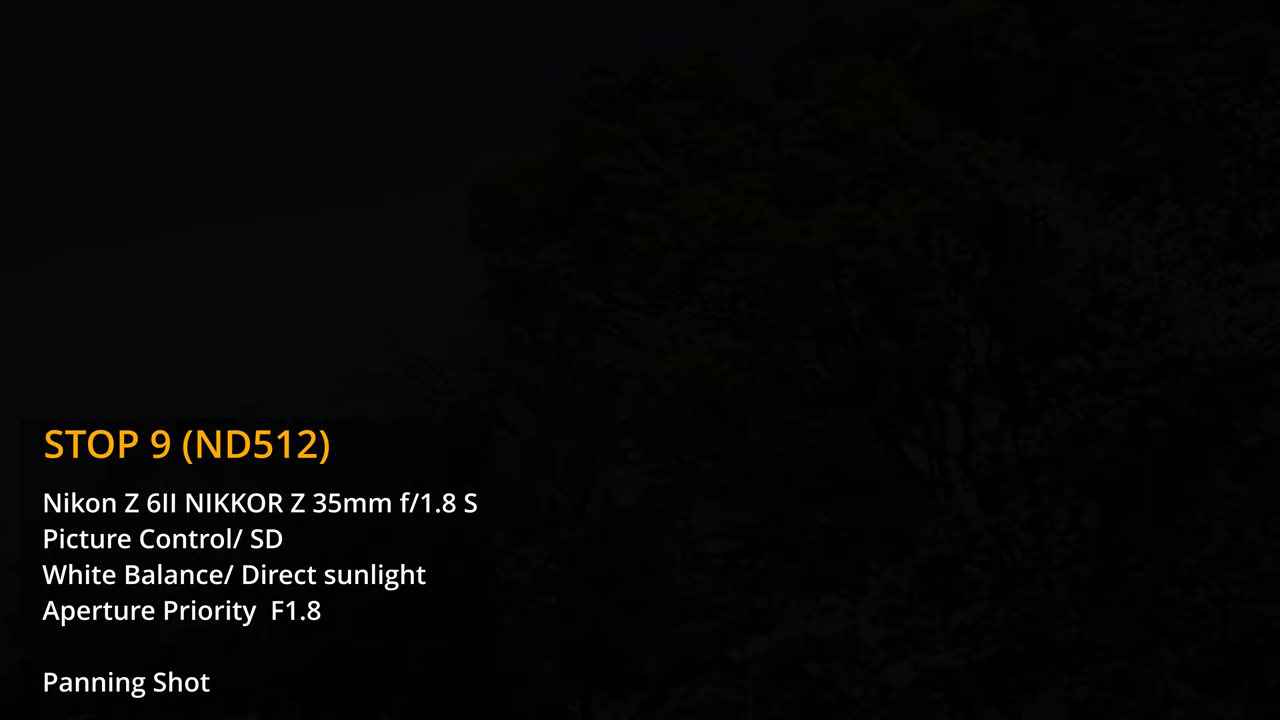 STOP 9 (ND512)
Nikon Z 6II NIKKOR Z 35mm f/1.8 S
Picture Control/ SD
White Balance/ Direct sunlight
Aperture Priority  F1.8
Panning Shot